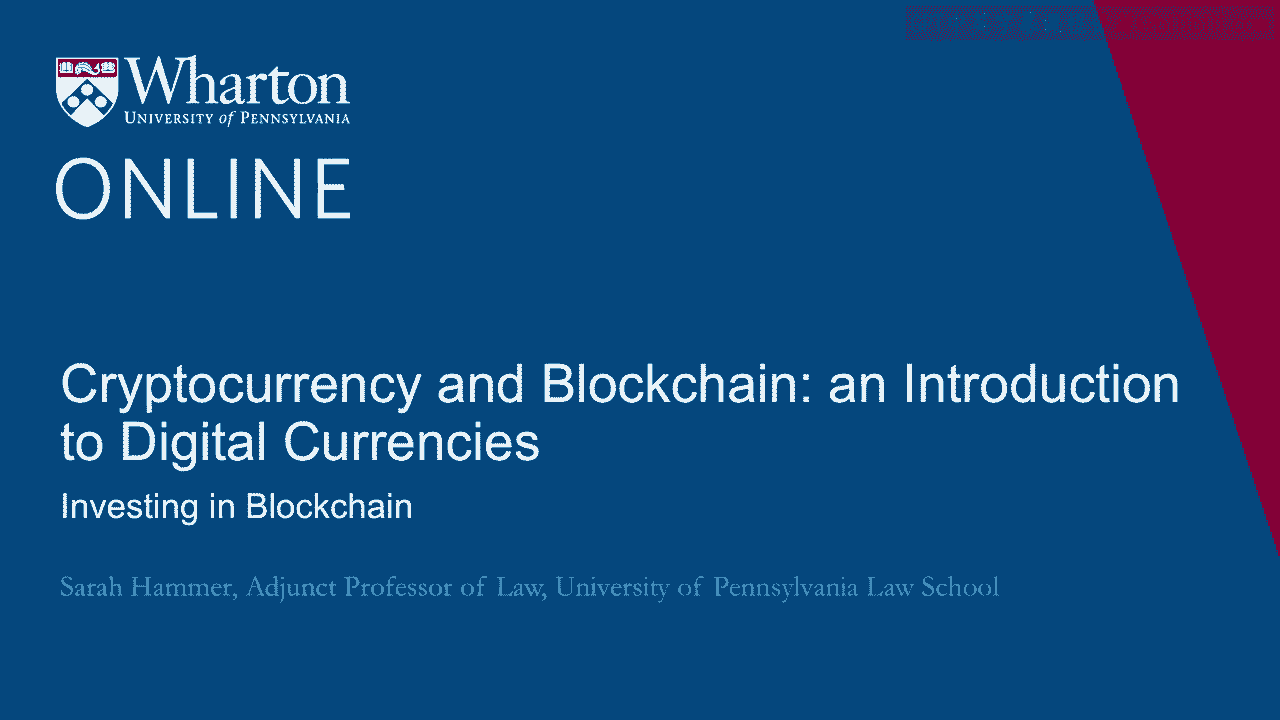 Wharton
UNIVERSITY of PENNSYLVANIA
ONLINE
Cryptocurrency and Blockchain: an Introduction
to Digital Currencies
Investing in Blockchain
Sarah Hammer, Adjunct Professor of Law, University of Pennsylvania Law School